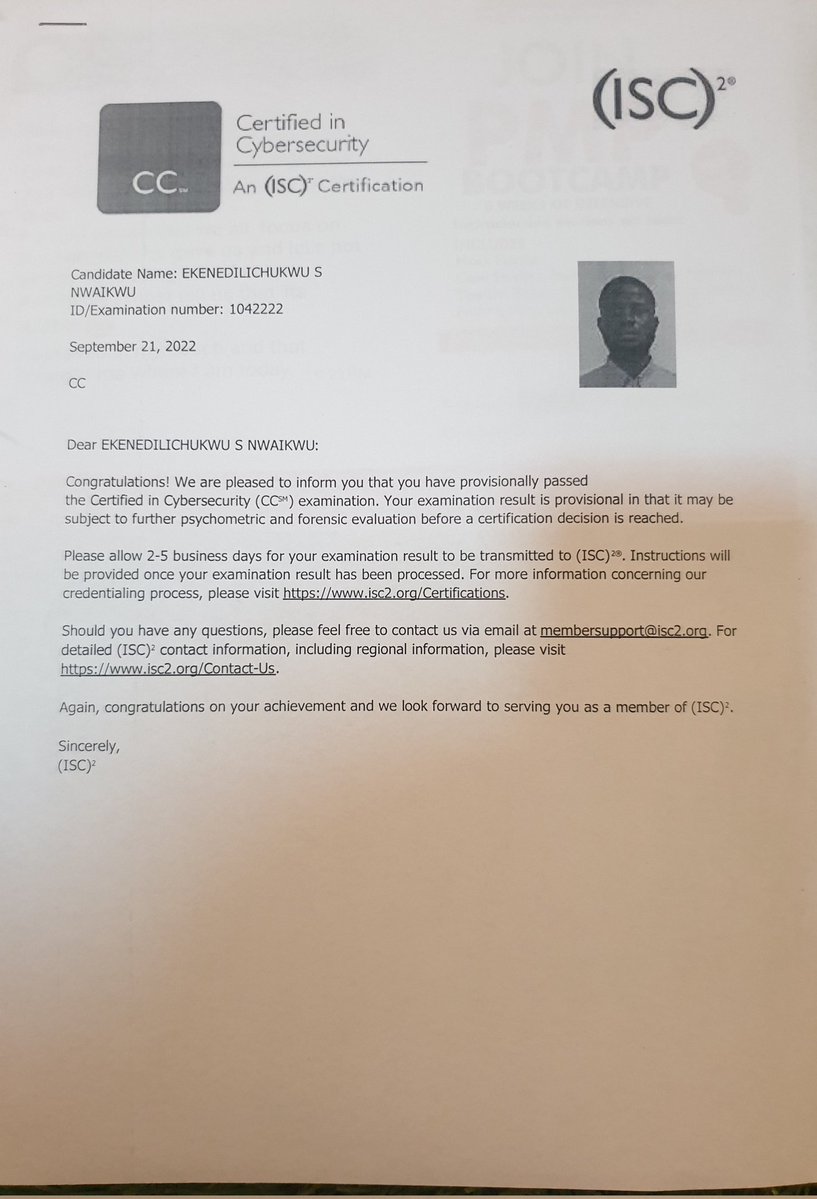 (ISC)²®
Certified in
Cybersecurity
CC℠
An (ISC)² Certification
Candidate Name: EKENEDILICHUKWU S
NWAIKWU
ID/Examination number: 1042222
September 21, 2022
CC
Dear EKENEDILICHUKWU S NWAIKWU:
Congratulations! We are pleased to inform you that you have provisionally passed
the Certified in Cybersecurity (CC℠) examination. Your examination result is provisional in that it may be
subject to further psychometric and forensic evaluation before a certification decision is reached.
Please allow 2-5 business days for your examination result to be transmitted to (ISC)²®. Instructions will
be provided once your examination result has been processed. For more information concerning our
credentialing process, please visit https://www.isc2.org/Certifications.
Should you have any questions, please feel free to contact us via email at membersupport@isc2.org. For
detailed (ISC)² contact information, including regional information, please visit
https://www.isc2.org/Contact-Us.
Again, congratulations on your achievement and we look forward to serving you as a member of (ISC)².
Sincerely,
(ISC)²